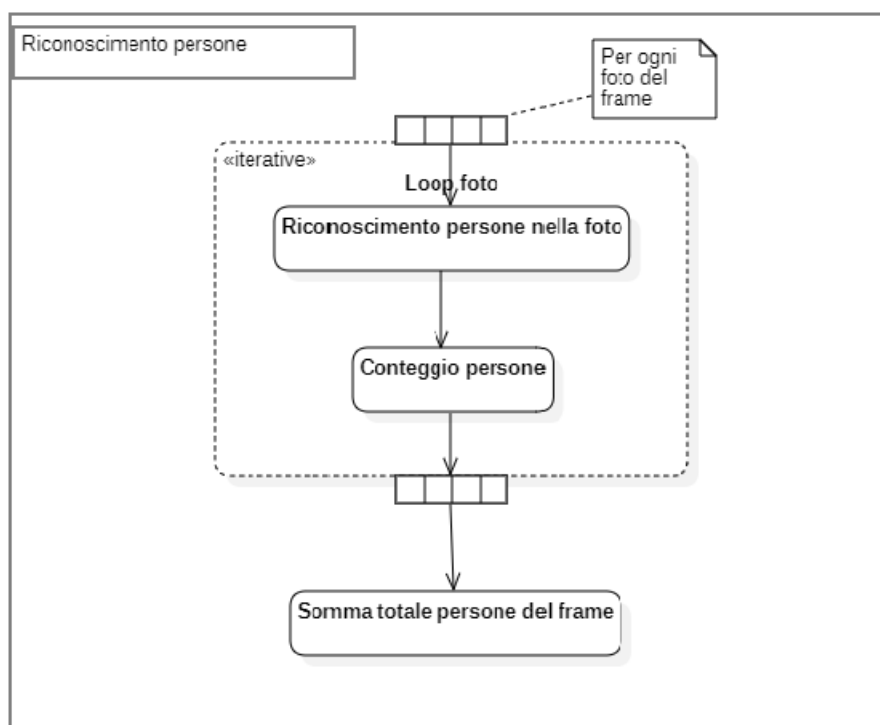 Riconoscimento persone
Per ogni
foto del
frame
«iterative»
Loop foto
Riconoscimento persone nella foto
Conteggio persone
Somma totale persone del frame